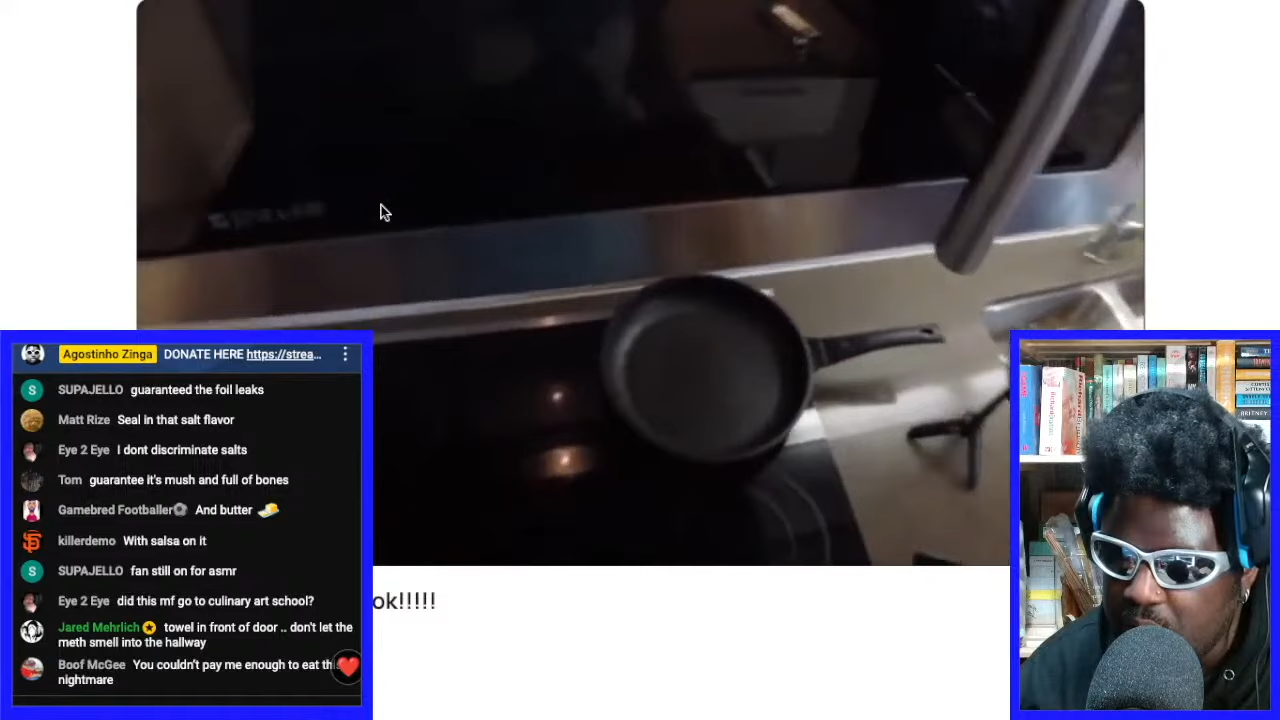 Agostinho Zinga DONATE HERE https://strea...
SUPAJELLO guaranteed the foil leaks
Matt Rize Seal in that salt flavor
Eye 2 Eye I dont discriminate salts
Tom guarantee it's mush and full of bones
Gamebred Footballer⚽ And butter 🧈
killerdemo With salsa on it
SUPAJELLO fan still on for asmr
Eye 2 Eye did this mf go to culinary art school?
Jared Mehrlich towel in front of door .. don't let the
meth smell into the hallway
Boof McGee You couldn't pay me enough to eat
nightmare
ok!!!!!
BRITNEY